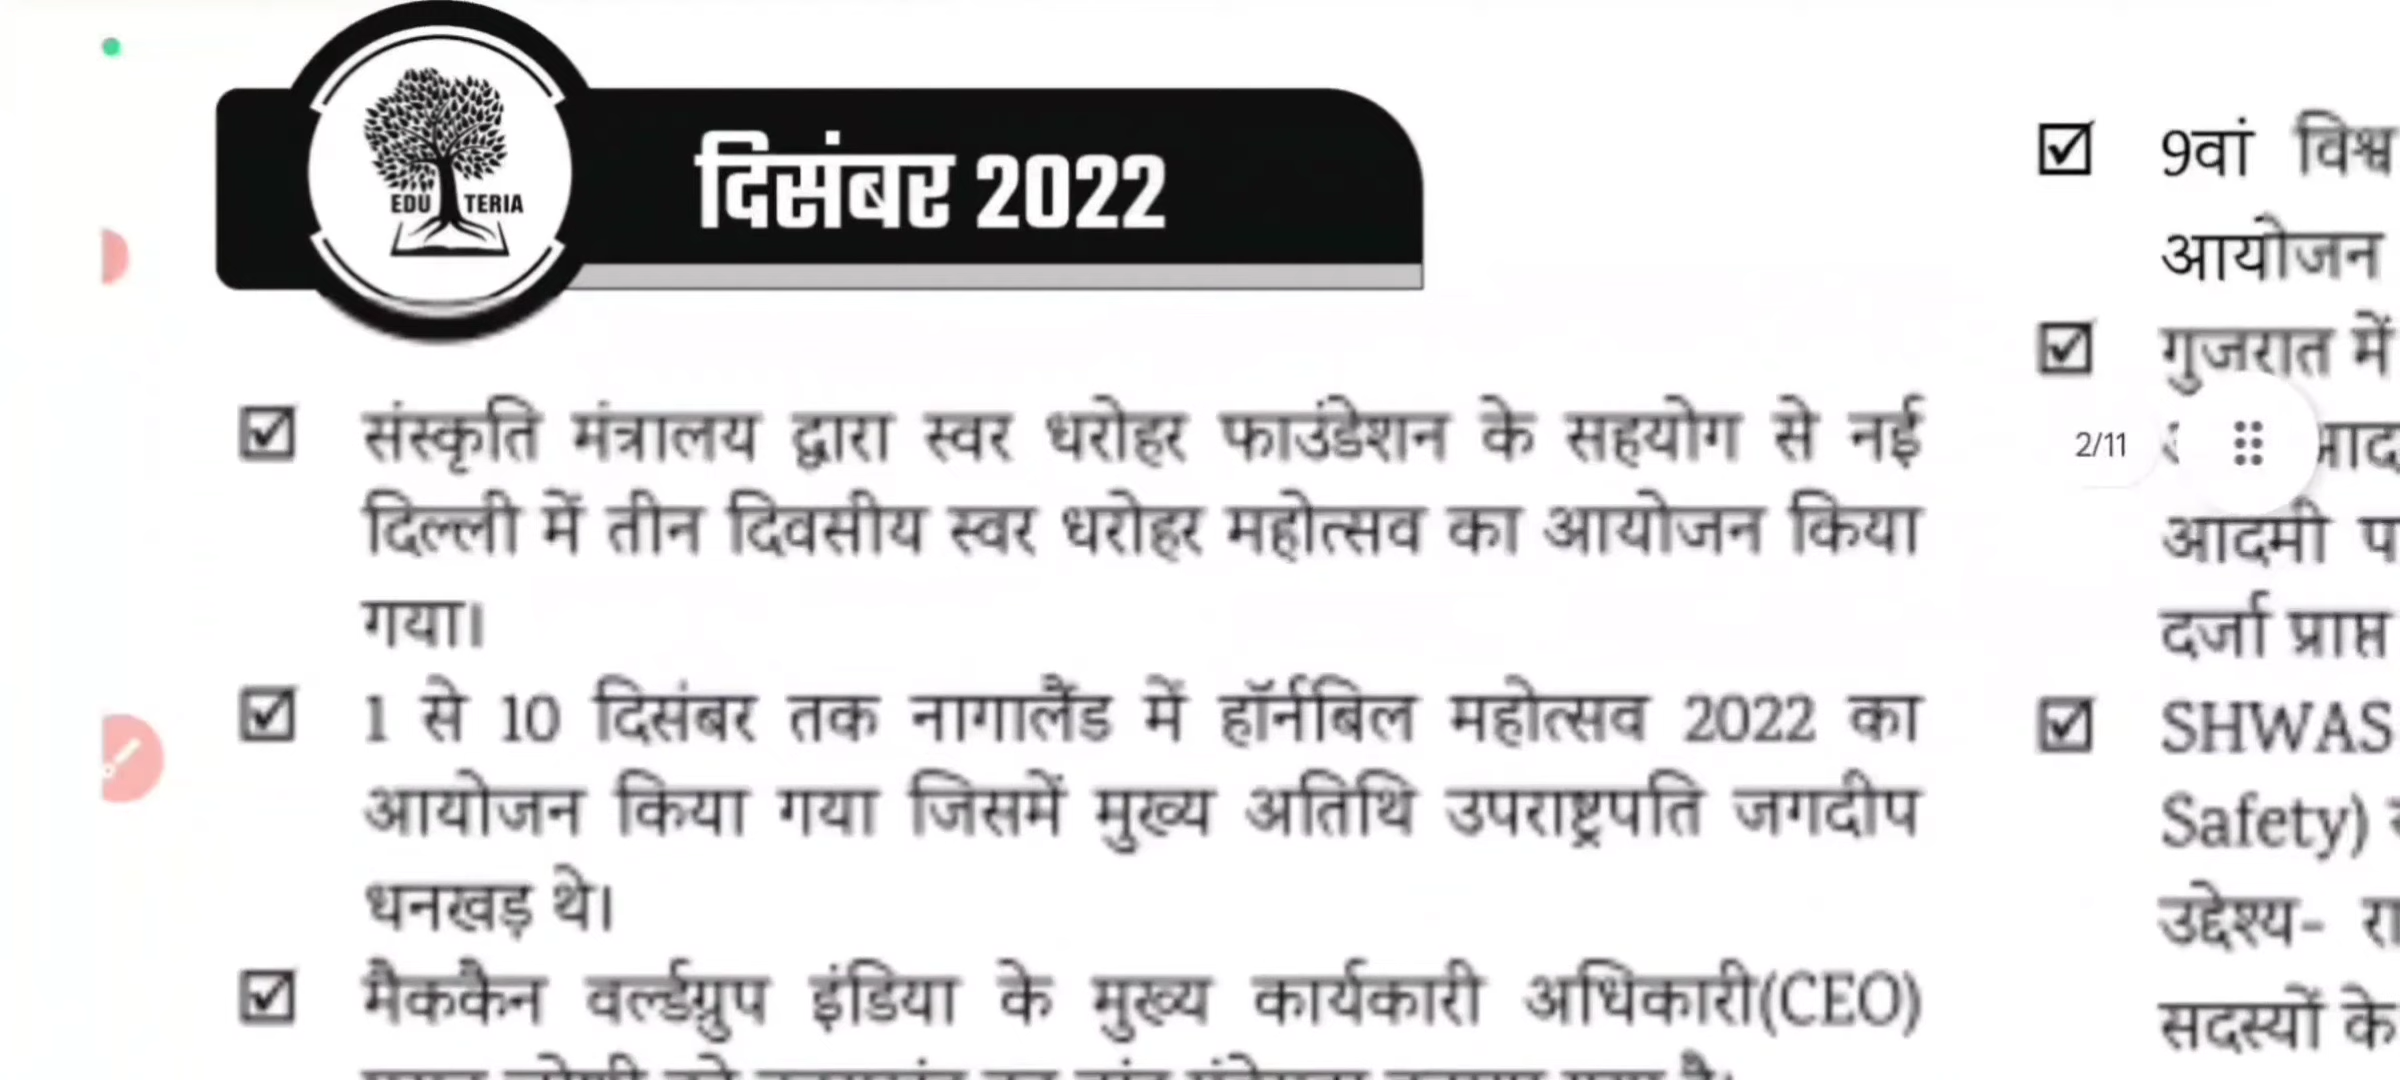 EDU TERIA
दिसंबर 2022
संस्कृति मंत्रालय द्वारा स्वर धरोहर फाउंडेशन के सहयोग से नई
दिल्ली में तीन दिवसीय स्वर धरोहर महोत्सव का आयोजन किया
गया।
1 से 10 दिसंबर तक नागालैंड में हॉर्नबिल महोत्सव 2022 का
आयोजन किया गया जिसमें मुख्य अतिथि उपराष्ट्रपति जगदीप
धनखड़ थे।
मैककैन वर्ल्डग्रुप इंडिया के मुख्य कार्यकारी अधिकारी(CEO)
9वां विश्व
आयोजन
गुजरात में
2/11
आदमी
दर्जा प्राप्त
SHWAS
Safety)
उद्देश्य-
सदस्यों के